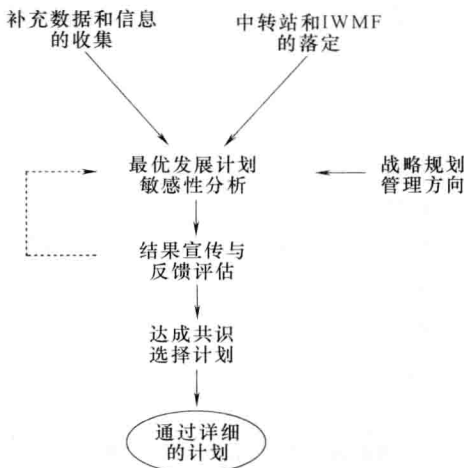 补充数据和信息
的收集
中转站和IWMF
的落定
最优发展计划
敏感性分析
战略规划
管理方向
结果宣传与
反馈评估
达成共识
选择计划
通过详细
的计划